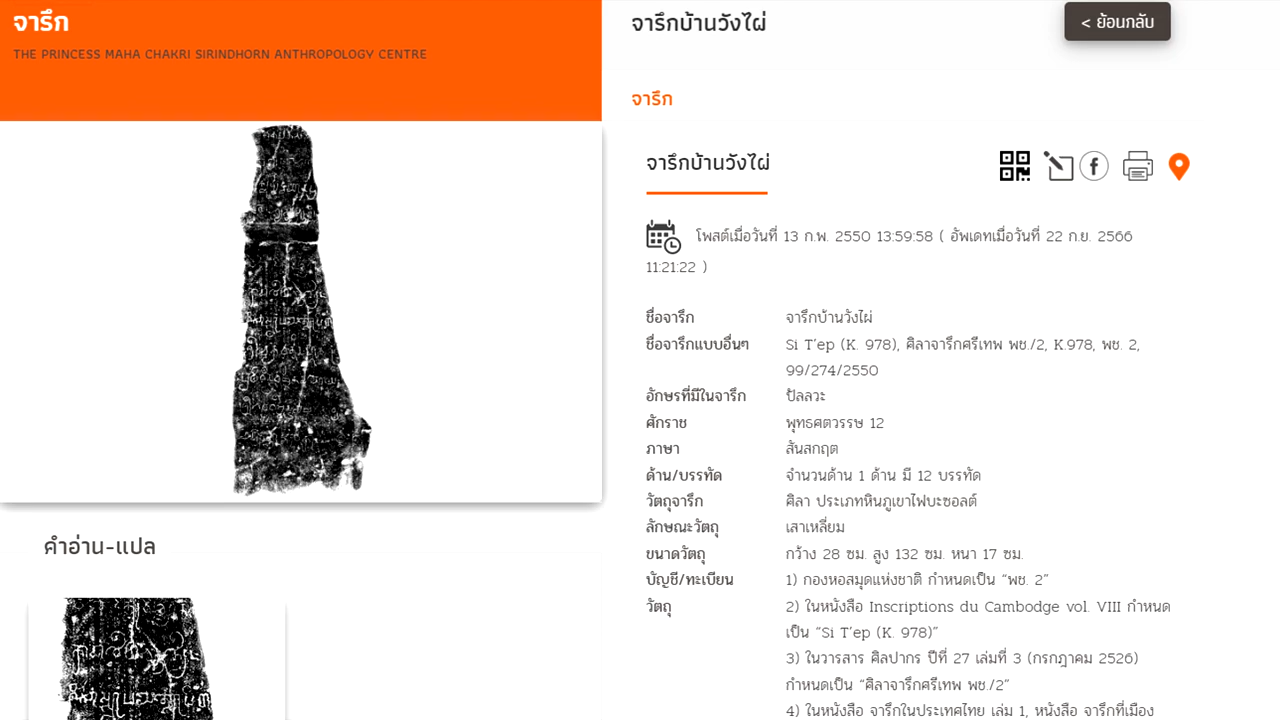 จารึก
THE PRINCESS MAHA CHAKRI SIRINDHORN ANTHROPOLOGY CENTRE
คำอ่าน-แปล
จารึกบ้านวังไผ่
< ย้อนกลับ
จารึก
จารึกบ้านวังไผ่
โพสต์เมื่อวันที่ 13 ก.พ. 2550 13:59:58 ( อัพเดทเมื่อวันที่ 22 ก.ย. 2566
11:21:22 )
ชื่อจารึก จารึกบ้านวังไผ่
ชื่อจารึกแบบอื่นๆ Si T’ep (K. 978), ศิลาจารึกศรีเทพ พช./2, K.978, พช. 2,
99/274/2550
อักษรที่มีในจารึก ปัลลวะ
ศักราช พุทธศตวรรษ 12
ภาษา สันสกฤต
ด้าน/บรรทัด จำนวนด้าน 1 ด้าน มี 12 บรรทัด
วัตถุจารึก ศิลา ประเภทหินภูเขาไฟบะซอลต์
ลักษณะวัตถุ เสาเหลี่ยม
ขนาดวัตถุ กว้าง 28 ซม. สูง 132 ซม. หนา 17 ซม.
บัญชี/ทะเบียน 1) กองหอสมุดแห่งชาติ กำหนดเป็น “พช. 2”
วัตถุ 2) ในหนังสือ Inscriptions du Cambodge vol. VIII กำหนด
เป็น “Si T’ep (K. 978)”
3) ในวารสาร ศิลปากร ปีที่ 27 เล่มที่ 3 (กรกฎาคม 2526)
กำหนดเป็น “ศิลาจารึกศรีเทพ พช./2”
4) ในหนังสือ จารึกในประเทศไทย เล่ม 1, หนังสือ จารึกที่เมือง